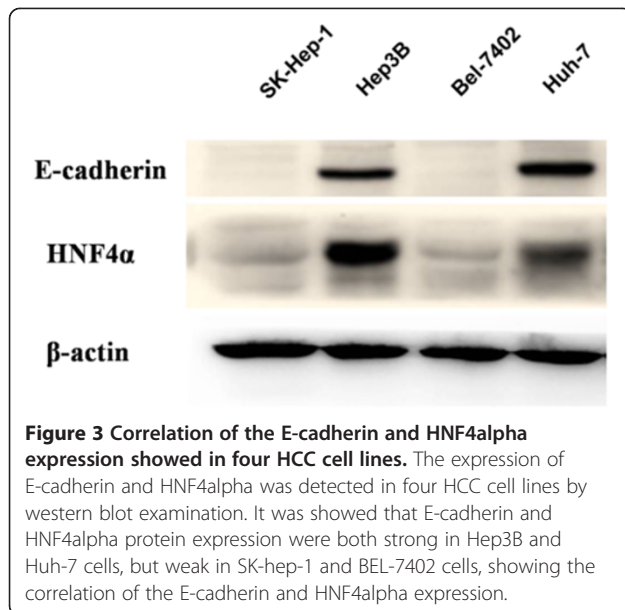 SK-Hep-1 Hep3B Bel-7402 Huh-7
E-cadherin
HNF4α
β-actin
Figure 3 Correlation of the E-cadherin and HNF4alpha
expression showed in four HCC cell lines. The expression of
E-cadherin and HNF4alpha was detected in four HCC cell lines by
western blot examination. It was showed that E-cadherin and
HNF4alpha protein expression were both strong in Hep3B and
Huh-7 cells, but weak in SK-hep-1 and BEL-7402 cells, showing the
correlation of the E-cadherin and HNF4alpha expression.